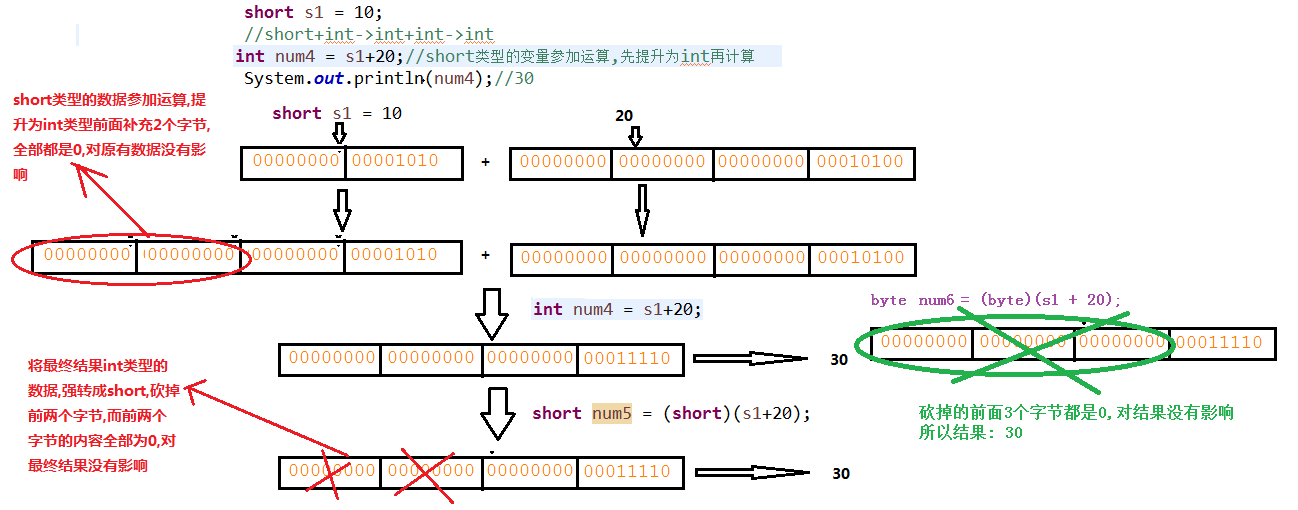 short s1 = 10;
//short+int->int+int->int
int num4 = s1+20;//short类型的变量参加运算,先提升为int再计算
System.out.println(num4);//30
short类型的数据参加运算,提
升为int类型前面补充2个字节,
全部都是0,对原有数据没有影
响
short s1 = 10
20
00000000 00001010 + 00000000 00000000 00000000 00010100
00000000 00000000 00000000 00001010 + 00000000 00000000 00000000 00010100
int num4 = s1+20;
00000000 00000000 00000000 00011110 30
byte num6 = (byte)(s1 + 20);
00000000 00000000 00000000 00011110
砍掉的前面3个字节都是0,对结果没有影响
所以结果: 30
将最终结果int类型的
数据,强转成short,砍掉
前两个字节,而前两个
字节的内容全部为0,对
最终结果没有影响
short num5 = (short)(s1+20);
00000000 00000000 00000000 00011110 30